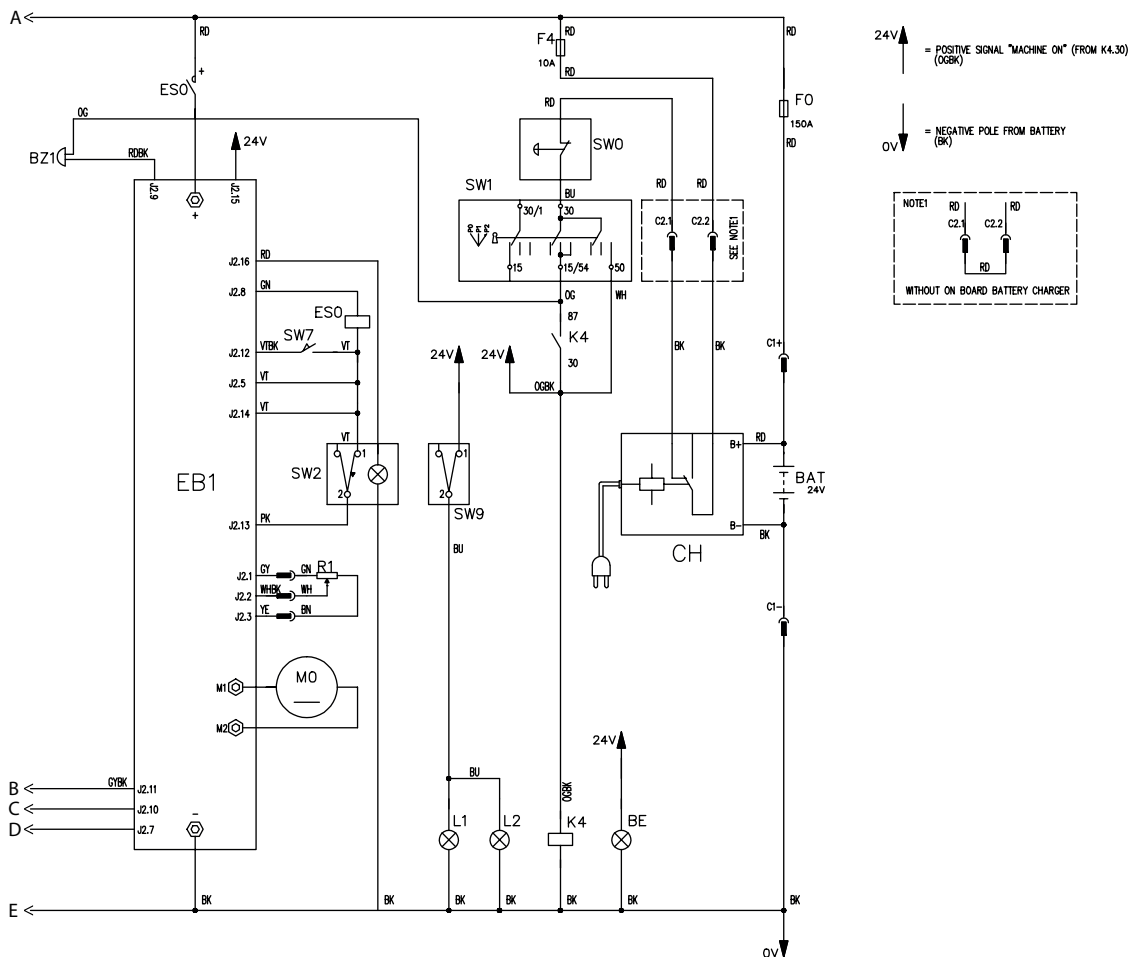 A
RD
RD
RD
RD
24V
= POSITIVE SIGNAL "MACHINE ON" (FROM K4.30)
(OGBK)
F4
10A
+
ES0
RD
RD
F0
150A
OG
RD
= NEGATIVE POLE FROM BATTERY
(BK)
0V
24V
RD
SW0
BZ1
RDBK
SW1
BU
J2.9
J2.15
+
RD
RD
NOTE1
RD
RD
30/1
30
C2.1
C2.2
C2.1
C2.2
P0
P1
P2
SEE NOTE1
J2.16
RD
15
15/54
50
RD
J2.8
GN
OG
WH
WITHOUT ON BOARD BATTERY CHARGER
ES0
87
SW7
K4
J2.12
VTBK
VT
24V
24V
30
BK
BK
C1+
J2.5
VT
OGBK
J2.14
VT
VT
1
1
B+
RD
SW2
EB1
2
2
BAT
24V
SW9
J2.13
PK
B-
BK
BU
CH
J2.1
GY
GN
R1
J2.2
WHBK
WH
J2.3
YE
BN
C1-
M0
M1
M2
24V
BU
OGBK
B
GYBK
J2.11
C
J2.10
D
J2.7
-
L1
L2
K4
BE
E
BK
BK
BK
BK
BK
BK
BK
0V